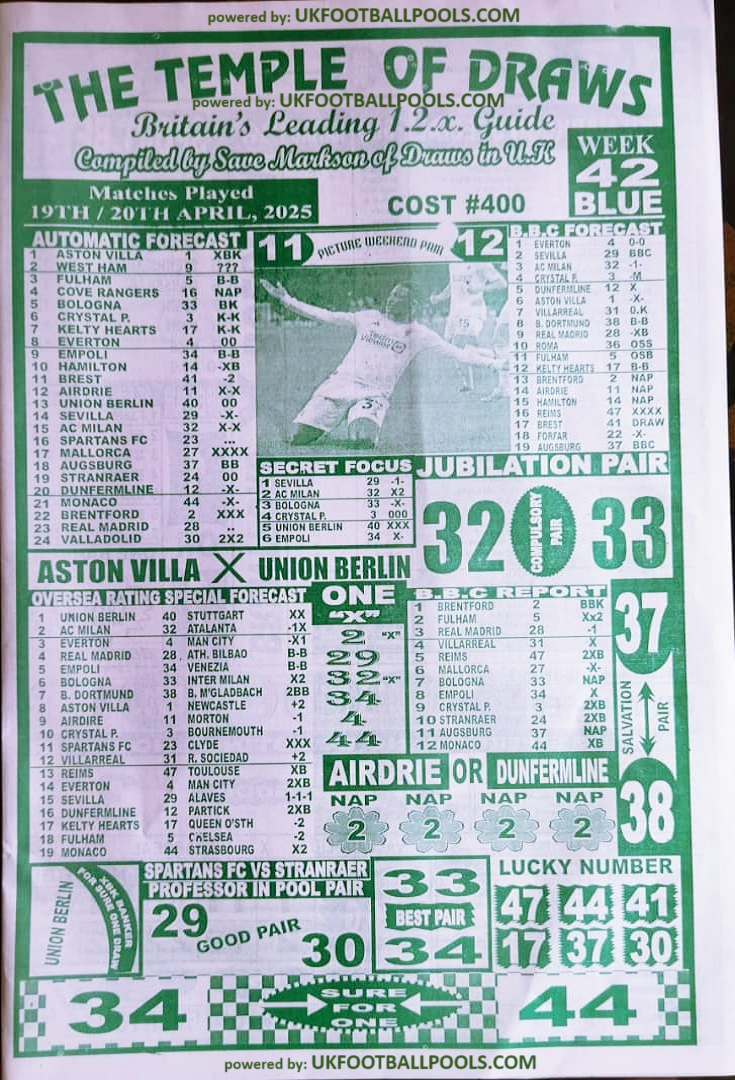 powered by: UKFOOTBALLPOOLS.COM
THE TEMPLE OF DRAWS
powered by: UKFOOTBALLPOOLS.COM
Britain's Leading 1.2.x. Guide
Compiled by Save Markson of Draws in U.K
WEEK
42
BLUE
Matches Played
19TH / 20TH APRIL, 2025
COST #400
AUTOMATIC FORECAST
1 ASTON VILLA 1 XBK
2 WEST HAM 9 ???
3 FULHAM 5 B-B
4 COVE RANGERS 16 NAP
5 BOLOGNA 33 BK
6 CRYSTAL P. 3 K-K
7 KELTY HEARTS 17 K-K
8 EVERTON 4 00
9 EMPOLI 34 B-B
10 HAMILTON 14 -XB
11 BREST 41 -2
12 AIRDRIE 11 X-X
13 UNION BERLIN 40 00
14 SEVILLA 29 -X-
15 AC MILAN 32 X-X
16 SPARTANS FC 23 ...
17 MALLORCA 27 XXXX
18 AUGSBURG 37 BB
19 STRANRAER 24 00
20 DUNFERMLINE 12 -X-
21 MONACO 44 -X-
22 BRENTFORD 2 XXX
23 REAL MADRID 28 ..
24 VALLADOLID 30 2X2
11 PICTURE WEEKEND PAIR 12
B.B.C FORECAST
1 EVERTON 4 0-0
2 SEVILLA 29 BBC
3 AC MILAN 32 -1-
4 CRYSTAL P. 3 -M
5 DUNFERMLINE 12 X
6 ASTON VILLA 1 -X-
7 VILLARREAL 31 0.K
8 B. DORTMUND 38 B-B
9 REAL MADRID 28 -XB
10 ROMA 36 OSS
11 FULHAM 5 OSB
12 KELTY HEARTS 17 B-B
13 BRENTFORD 2 NAP
14 AIRDRIE 11 NAP
15 HAMILTON 14 NAP
16 REIMS 47 XXXX
17 BREST 41 DRAW
18 FORFAR 22 -X-
19 AUGSBURG 37 BBC
SECRET FOCUS
1 SEVILLA 29 -1-
2 AC MILAN 32 X2
3 BOLOGNA 33 -X-
4 CRYSTAL P. 3 000
5 UNION BERLIN 40 XXX
6 EMPOLI 34 X-
JUBILATION PAIR
32 COMPULSORY PAIR 33
ASTON VILLA X UNION BERLIN
OVERSEA RATING SPECIAL FORECAST
1 UNION BERLIN 40 STUTTGART XX
2 AC MILAN 32 ATALANTA -1X
3 EVERTON 4 MAN CITY -X1
4 REAL MADRID 28 ATH. BILBAO B-B
5 EMPOLI 34 VENEZIA B-B
6 BOLOGNA 33 INTER MILAN X2
7 B. DORTMUND 38 B. M'GLADBACH 2BB
8 ASTON VILLA 1 NEWCASTLE +2
9 AIRDIRE 11 MORTON -1
10 CRYSTAL P. 3 BOURNEMOUTH -1
11 SPARTANS FC 23 CLYDE XXX
12 VILLARREAL 31 R. SOCIEDAD +2
13 REIMS 47 TOULOUSE XB
14 EVERTON 4 MAN CITY 2XB
15 SEVILLA 29 ALAVES 1-1-1
16 DUNFERMLINE 12 PARTICK 2XB
17 KELTY HEARTS 17 QUEEN O'STH -2
18 FULHAM 5 CHELSEA -2
19 MONACO 44 STRASBOURG X2
ONE
"X"
2 "X"
29
32 "X"
34
4
44
B.B.C REPORT
1 BRENTFORD 2 BBK
2 FULHAM 5 Xx2
3 REAL MADRID 28 -1
4 VILLARREAL 31 X
5 REIMS 47 2XB
6 MALLORCA 27 -X-
7 BOLOGNA 33 NAP
8 EMPOLI 34 X
9 CRYSTAL P. 3 2XB
10 STRANRAER 24 2XB
11 AUGSBURG 37 NAP
12 MONACO 44 XB
37
SALVATION PAIR
38
AIRDRIE OR DUNFERMLINE
NAP NAP NAP NAP
2 2 2 2
UNION BERLIN
XBK BANKER
FOR SURE ONE DRAW
SPARTANS FC VS STRANRAER
PROFESSOR IN POOL PAIR
29 GOOD PAIR 30
33
BEST PAIR
34
LUCKY NUMBER
47 44 41
17 37 30
34 SURE FOR ONE 44
powered by: UKFOOTBALLPOOLS.COM